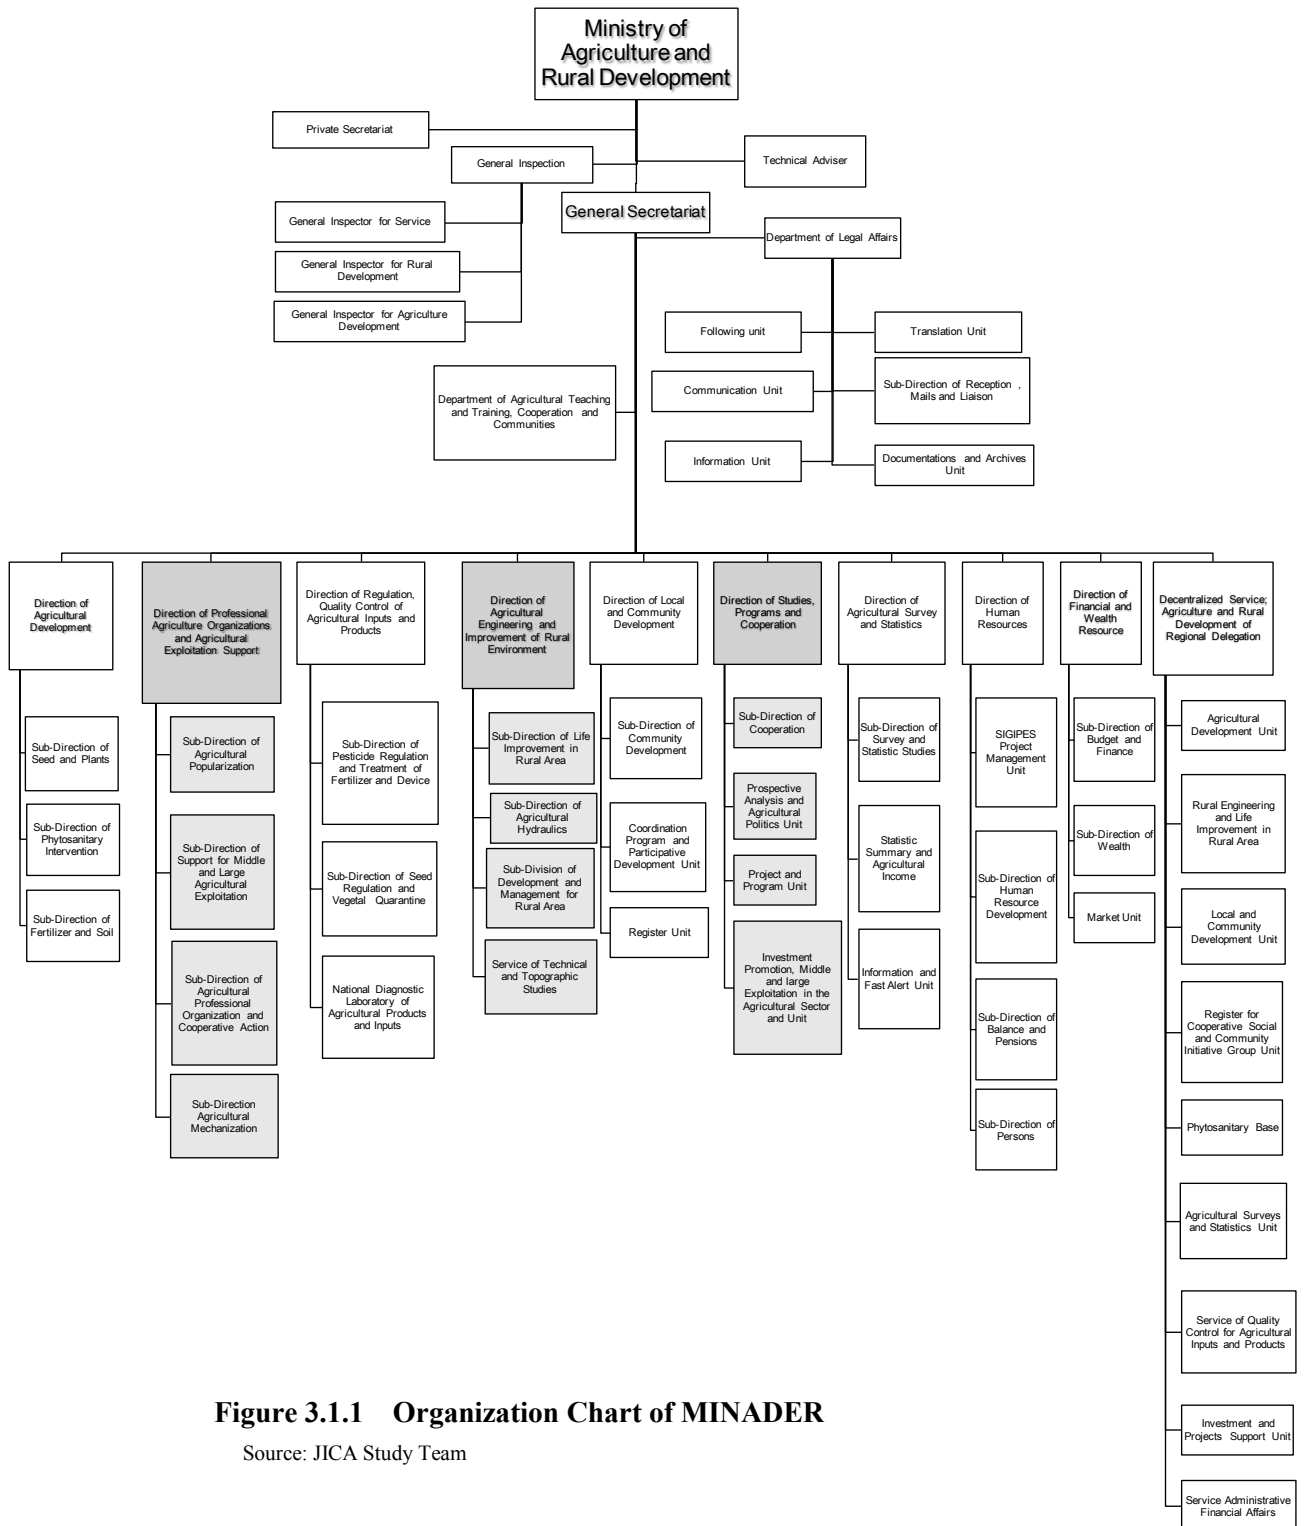 Ministry of
Agriculture and
Rural Development
Private Secretariat
General Inspection
Technical Adviser
General Secretariat
General Inspector for Service
Department of Legal Affairs
General Inspector for Rural
Development
General Inspector for Agriculture
Development
Following unit
Translation Unit
Communication Unit
Sub-Direction of Reception ,
Mails and Liaison
Department of Agricultural Teaching
and Training, Cooperation and
Communities
Information Unit
Documentations and Archives
Unit
Direction of
Agricultural
Development
Sub-Direction of
Seed and Plants
Sub-Direction of
Phytosanitary
Intervention
Sub-Direction of
Fertilizer and Soil
Direction of Professional
Agriculture Organizations
and Agricultural
Exploitation Support
Sub-Direction of
Agricultural
Popularization
Sub-Direction of
Support for Middle
and Large
Agricultural
Exploitation
Sub-Direction of
Agricultural
Professional
Organization and
Cooperative Action
Sub-Direction
Agricultural
Mechanization
Direction of Regulation,
Quality Control of
Agricultural Inputs and
Products
Sub-Direction of
Pesticide Regulation
and Treatment of
Fertilizer and Device
Sub-Direction of Seed
Regulation and
Vegetal Quarantine
National Diagnostic
Laboratory of
Agricultural Products
and Inputs
Direction of
Agricultural
Engineering and
Improvement of Rural
Environment
Sub-Direction of Life
Improvement in
Rural Area
Sub-Direction of
Agricultural
Hydraulics
Sub-Division of
Development and
Management for
Rural Area
Service of Technical
and Topographic
Studies
Direction of Local
and Community
Development
Sub-Direction of
Community
Development
Coordination
Program and
Participative
Development Unit
Register Unit
Direction of Studies,
Programs and
Cooperation
Sub-Direction of
Cooperation
Prospective
Analysis and
Agricultural
Politics Unit
Project and
Program Unit
Investment
Promotion, Middle
and large
Exploitation in the
Agricultural Sector
and Unit
Direction of
Agricultural Survey
and Statistics
Sub-Direction of
Survey and
Statistic Studies
Statistic
Summary and
Agricultural
Income
Information and
Fast Alert Unit
Direction of
Human
Resources
SIGIPES
Project
Management
Unit
Sub-Direction of
Human
Resource
Development
Sub-Direction of
Balance and
Pensions
Sub-Direction of
Persons
Direction of
Financial and
Wealth
Resource
Sub-Direction of
Budget and
Finance
Sub-Direction of
Wealth
Market Unit
Decentralized Service;
Agriculture and Rural
Development of
Regional Delegation
Agricultural
Development Unit
Rural Engineering
and Life
Improvement in
Rural Area
Local and
Community
Development Unit
Register for
Cooperative Social
and Community
Initiative Group Unit
Phytosanitary Base
Agricultural Surveys
and Statistics Unit
Service of Quality
Control for Agricultural
Inputs and Products
Investment and
Projects Support Unit
Service Administrative
Financial Affairs
Figure 3.1.1 Organization Chart of MINADER
Source: JICA Study Team